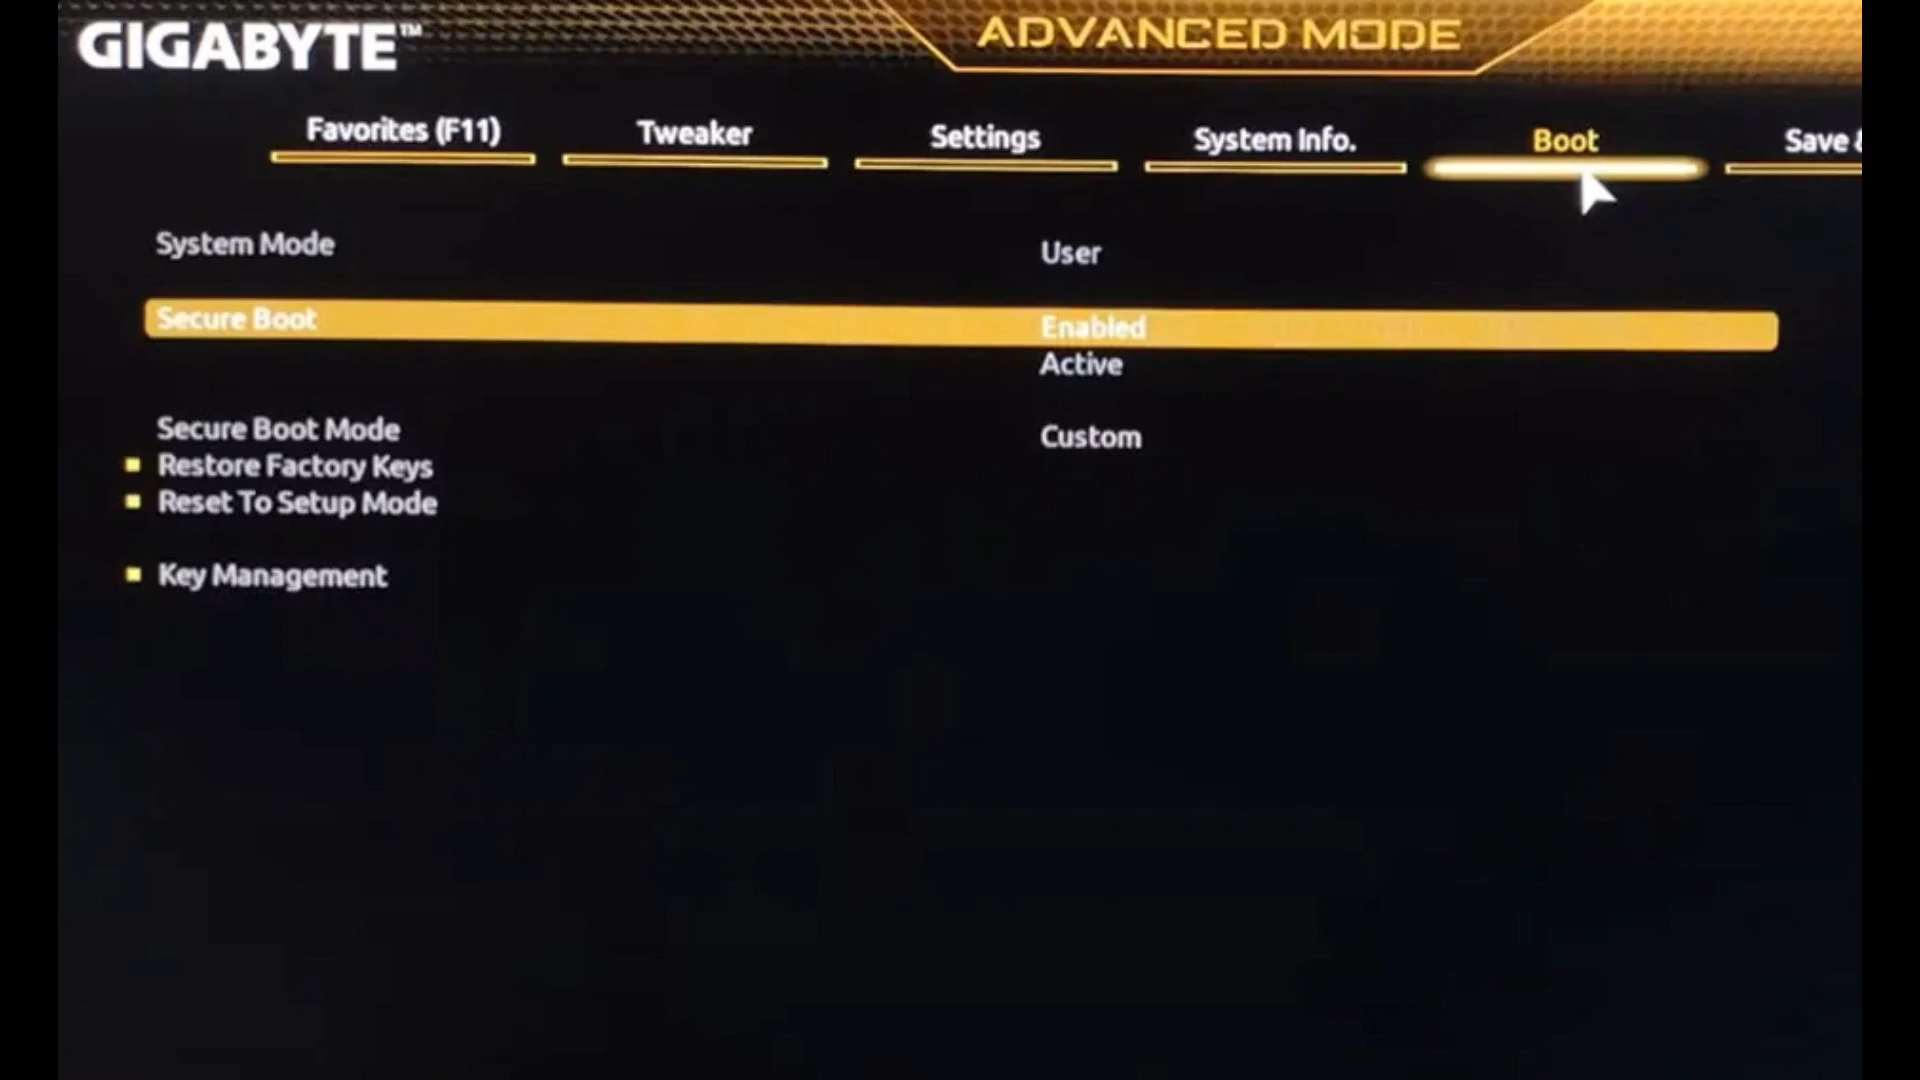 GIGABYTE™
ADVANCED MODE
Favorites (F11) Tweaker Settings System Info. Boot Save &
System Mode User
Secure Boot Enabled
Active
Secure Boot Mode Custom
Restore Factory Keys
Reset To Setup Mode
Key Management